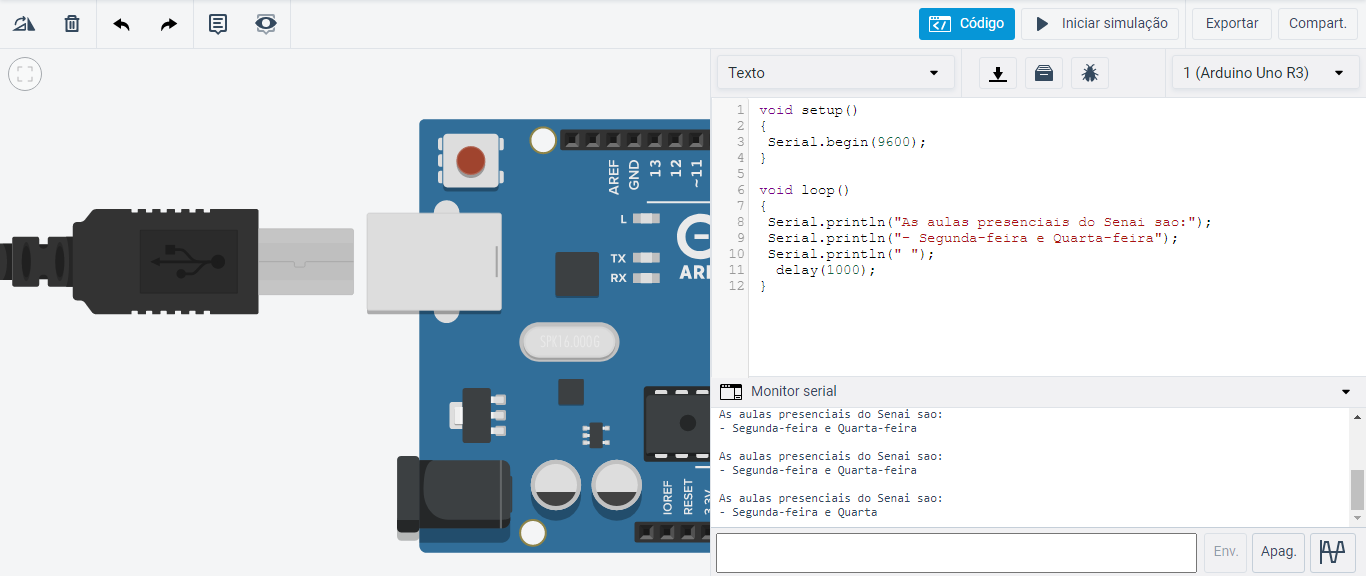 Código
Iniciar simulação
Exportar
Compart.
Texto
1 (Arduino Uno R3)
AREF
GND
13
12
~11
L
TX
RX
ARD
SPK16.000G
IOREF
RESET
3.3V
1 void setup()
2 {
3 Serial.begin(9600);
4 }
5
6 void loop()
7 {
8 Serial.println("As aulas presenciais do Senai sao:");
9 Serial.println("- Segunda-feira e Quarta-feira");
10 Serial.println(" ");
11 delay(1000);
12 }
Monitor serial
As aulas presenciais do Senai sao:
- Segunda-feira e Quarta-feira
As aulas presenciais do Senai sao:
- Segunda-feira e Quarta-feira
As aulas presenciais do Senai sao:
- Segunda-feira e Quarta
Env.
Apag.